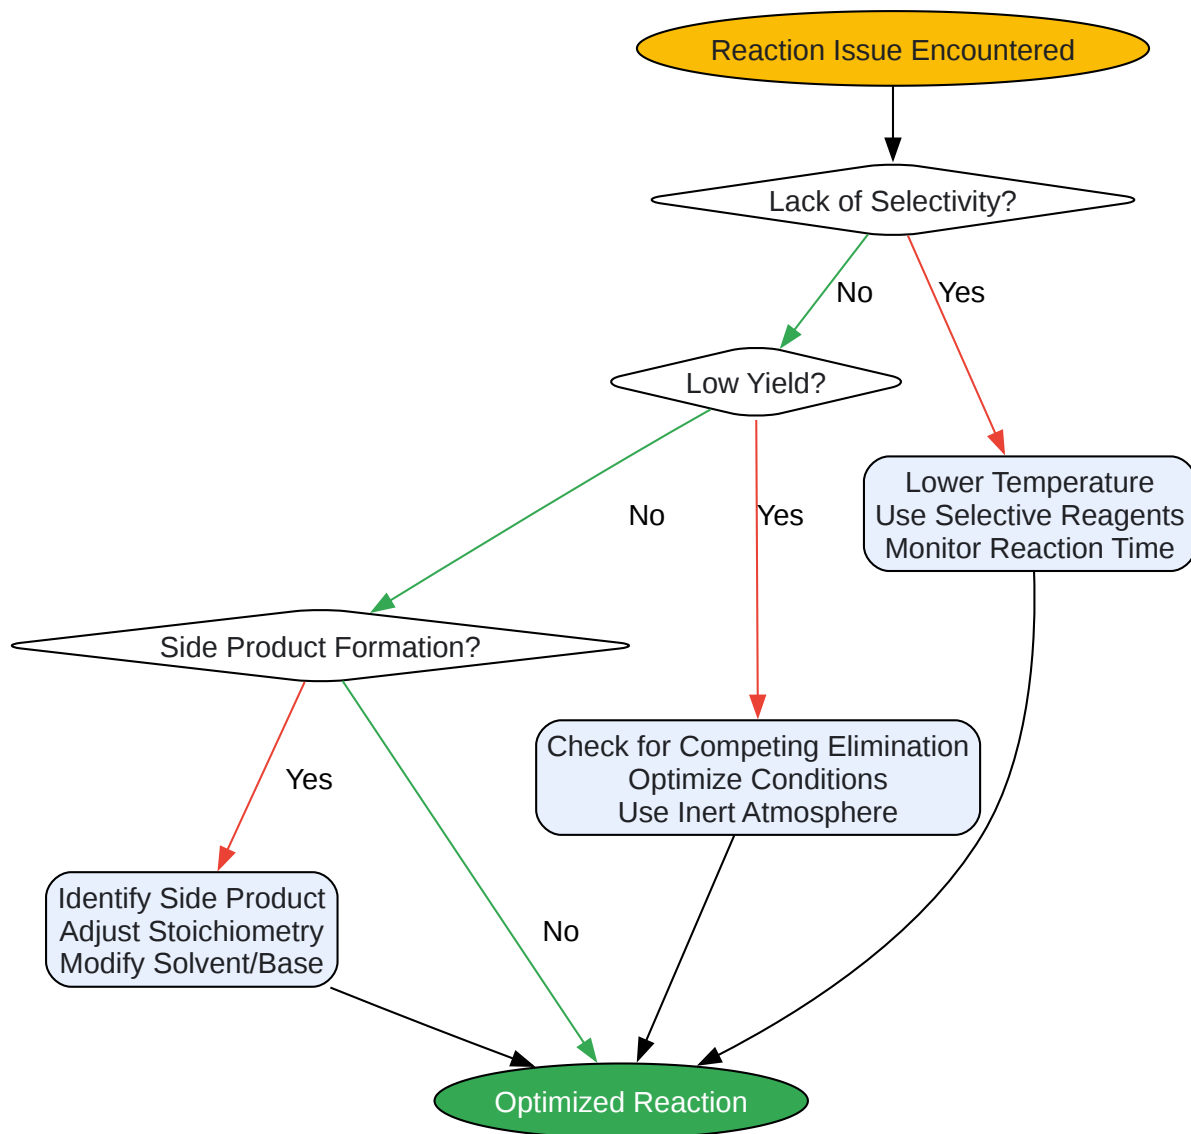 Reaction Issue Encountered
Lack of Selectivity?
No
Yes
Low Yield?
Lower Temperature
Use Selective Reagents
Monitor Reaction Time
No
Yes
Side Product Formation?
Check for Competing Elimination
Optimize Conditions
Use Inert Atmosphere
Yes
Identify Side Product
Adjust Stoichiometry
Modify Solvent/Base
No
Optimized Reaction